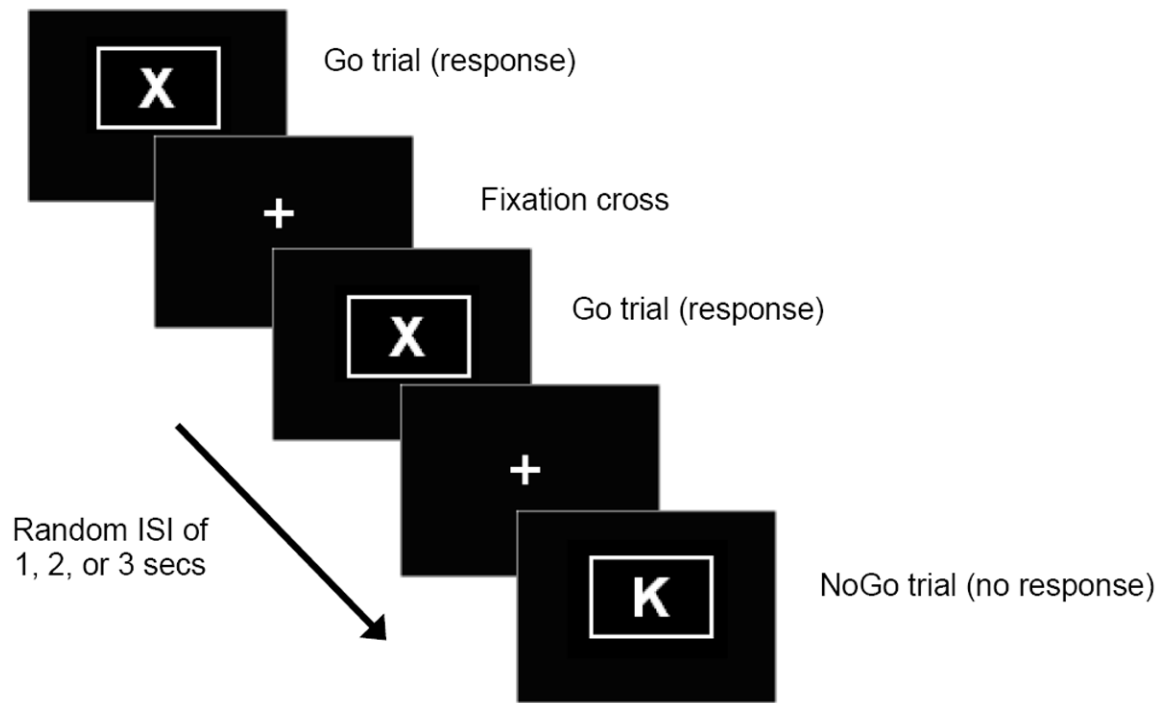 X
Go trial (response)
+
Fixation cross
X
Go trial (response)
+
Random ISI of
1, 2, or 3 secs
K
NoGo trial (no response)